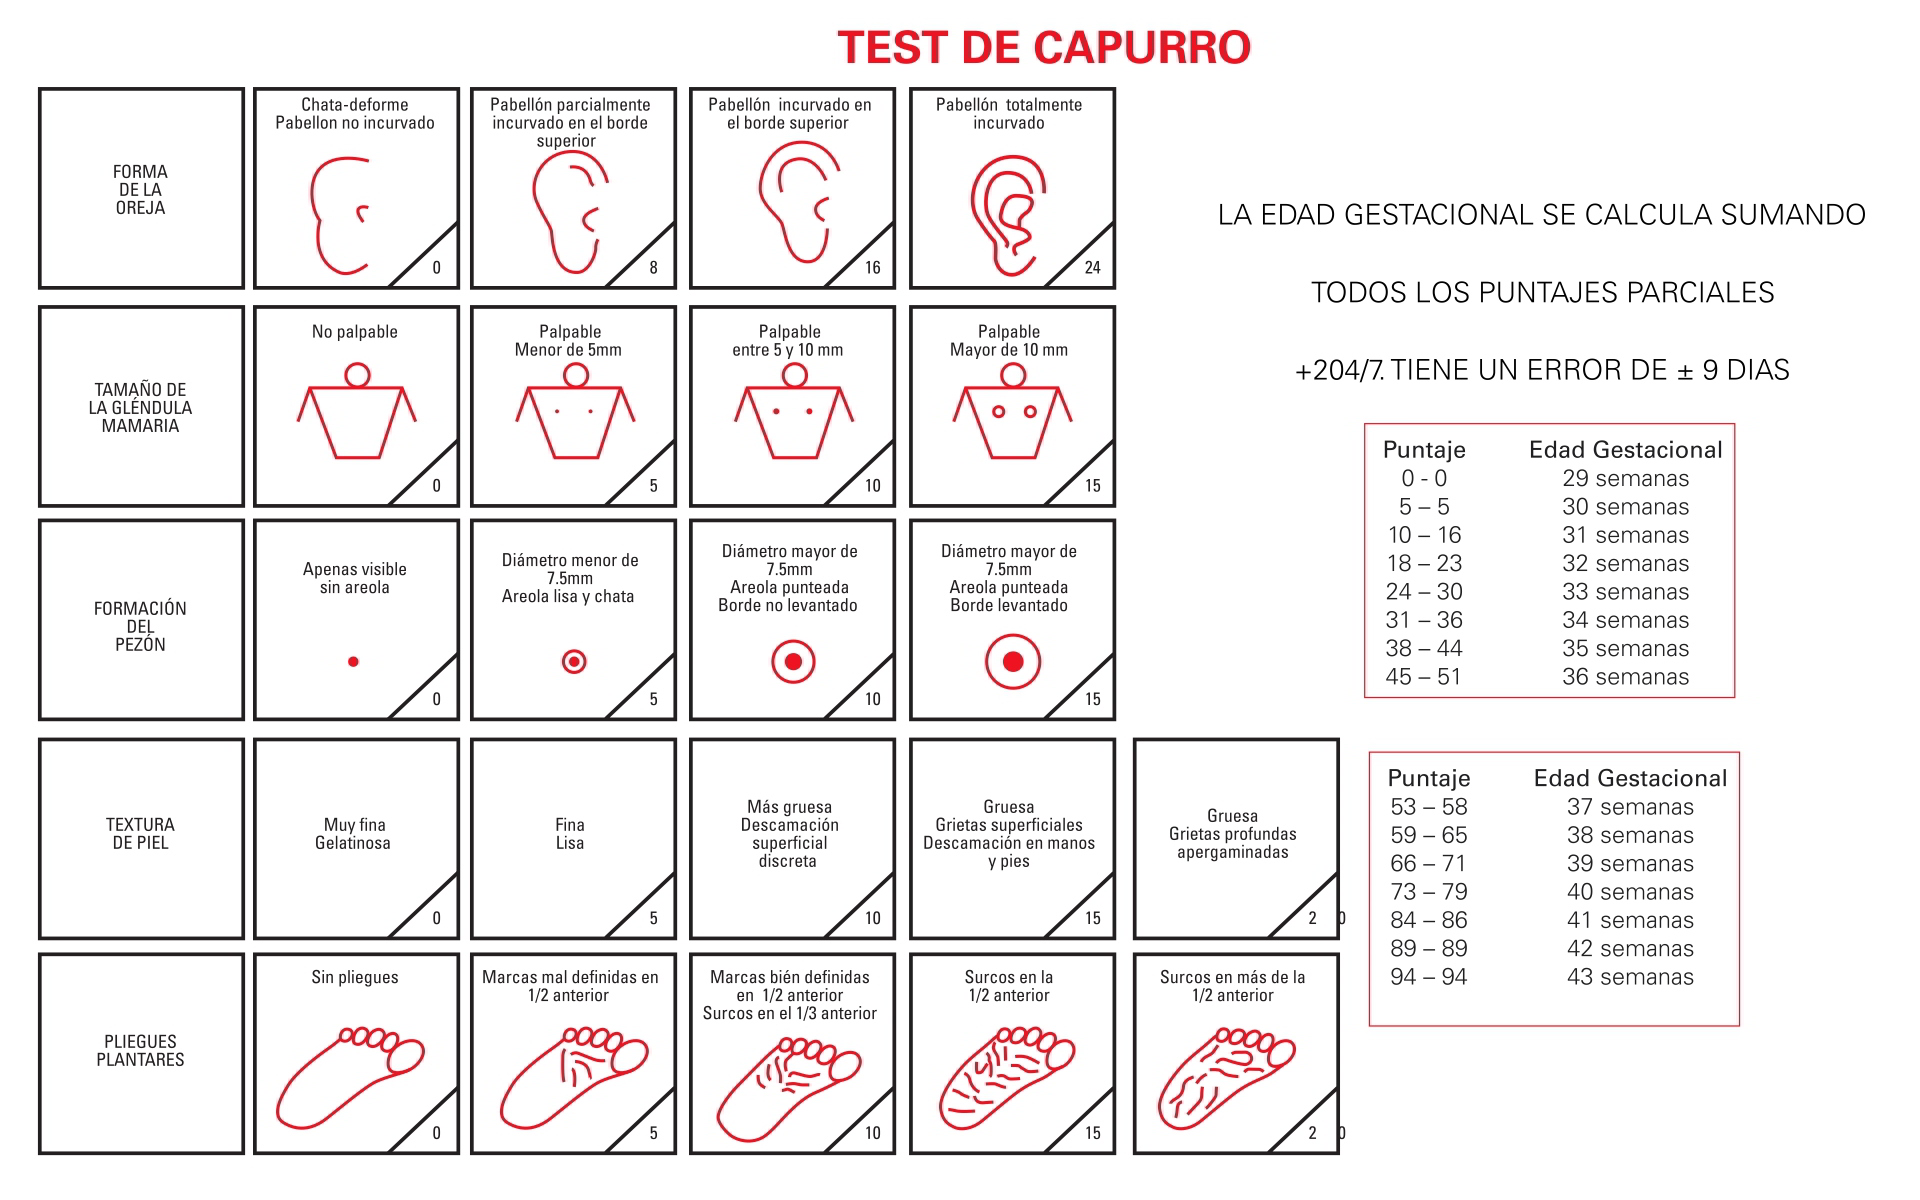 TEST DE CAPURRO
FORMA
DE LA
OREJA
Chata-deforme
Pabellon no incurvado
0
Pabellón parcialmente
incurvado en el borde
superior
8
Pabellón incurvado en
el borde superior
16
Pabellón totalmente
incurvado
24
TAMAÑO DE
LA GLÉNDULA
MAMARIA
No palpable
0
Palpable
Menor de 5mm
5
Palpable
entre 5 y 10 mm
10
Palpable
Mayor de 10 mm
15
FORMACIÓN
DEL
PEZÓN
Apenas visible
sin areola
0
Diámetro menor de
7.5mm
Areola lisa y chata
5
Diámetro mayor de
7.5mm
Areola punteada
Borde no levantado
10
Diámetro mayor de
7.5mm
Areola punteada
Borde levantado
15
TEXTURA
DE PIEL
Muy fina
Gelatinosa
0
Fina
Lisa
5
Más gruesa
Descamación
superficial
discreta
10
Gruesa
Grietas superficiales
Descamación en manos
y pies
15
Gruesa
Grietas profundas
apergaminadas
2 0
PLIEGUES
PLANTARES
Sin pliegues
0
Marcas mal definidas en
1/2 anterior
5
Marcas bién definidas
en 1/2 anterior
Surcos en el 1/3 anterior
10
Surcos en la
1/2 anterior
15
Surcos en más de la
1/2 anterior
2 0
LA EDAD GESTACIONAL SE CALCULA SUMANDO
TODOS LOS PUNTAJES PARCIALES
+204/7. TIENE UN ERROR DE ± 9 DIAS
Puntaje Edad Gestacional
0 - 0 29 semanas
5 – 5 30 semanas
10 – 16 31 semanas
18 – 23 32 semanas
24 – 30 33 semanas
31 – 36 34 semanas
38 – 44 35 semanas
45 – 51 36 semanas
Puntaje Edad Gestacional
53 – 58 37 semanas
59 – 65 38 semanas
66 – 71 39 semanas
73 – 79 40 semanas
84 – 86 41 semanas
89 – 89 42 semanas
94 – 94 43 semanas